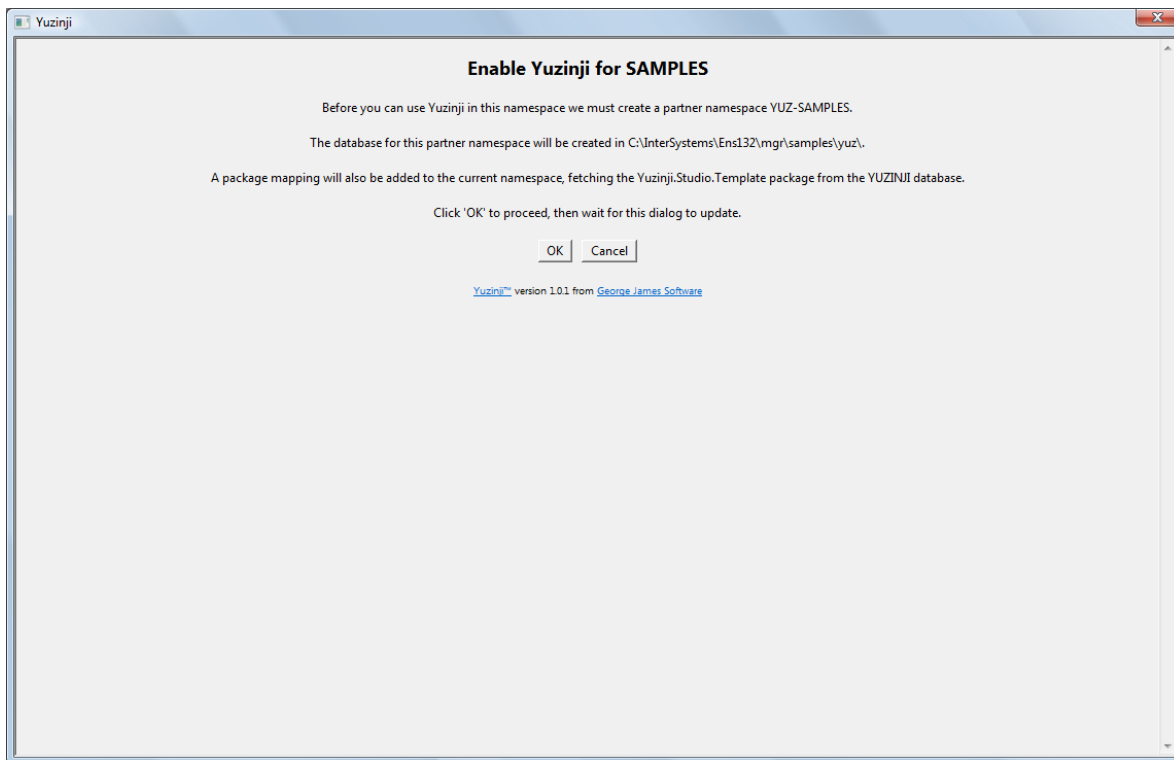 Yuzinji
Enable Yuzinji for SAMPLES
Before you can use Yuzinji in this namespace we must create a partner namespace YUZ-SAMPLES.
The database for this partner namespace will be created in C:\InterSystems\Ens132\mgr\samples\yuz\.
A package mapping will also be added to the current namespace, fetching the Yuzinji.Studio.Template package from the YUZINJI database.
Click 'OK' to proceed, then wait for this dialog to update.
OK Cancel
Yuzinji™ version 1.0.1 from George James Software